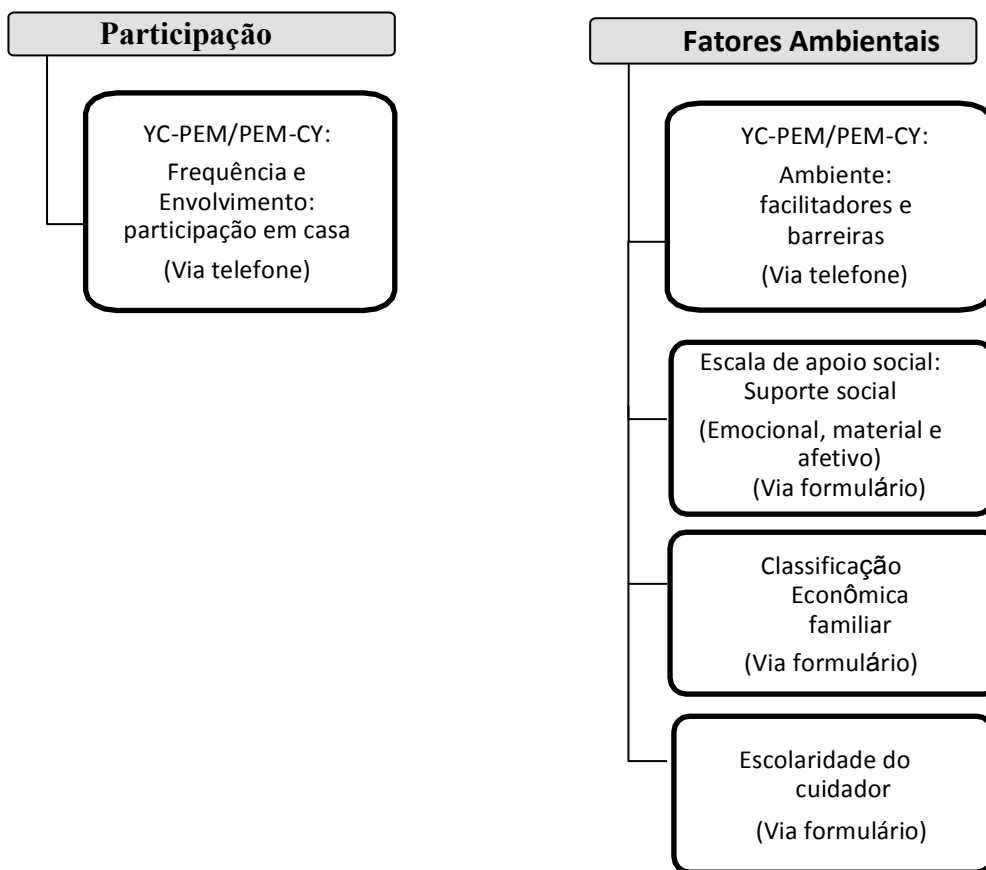 Participação
YC-PEM/PEM-CY:
Frequência e
Envolvimento:
participação em casa
(Via telefone)
Fatores Ambientais
YC-PEM/PEM-CY:
Ambiente:
facilitadores e
barreiras
(Via telefone)
Escala de apoio social:
Suporte social
(Emocional, material e
afetivo)
(Via formulário)
Classificação
Econômica
familiar
(Via formulário)
Escolaridade do
cuidador
(Via formulário)